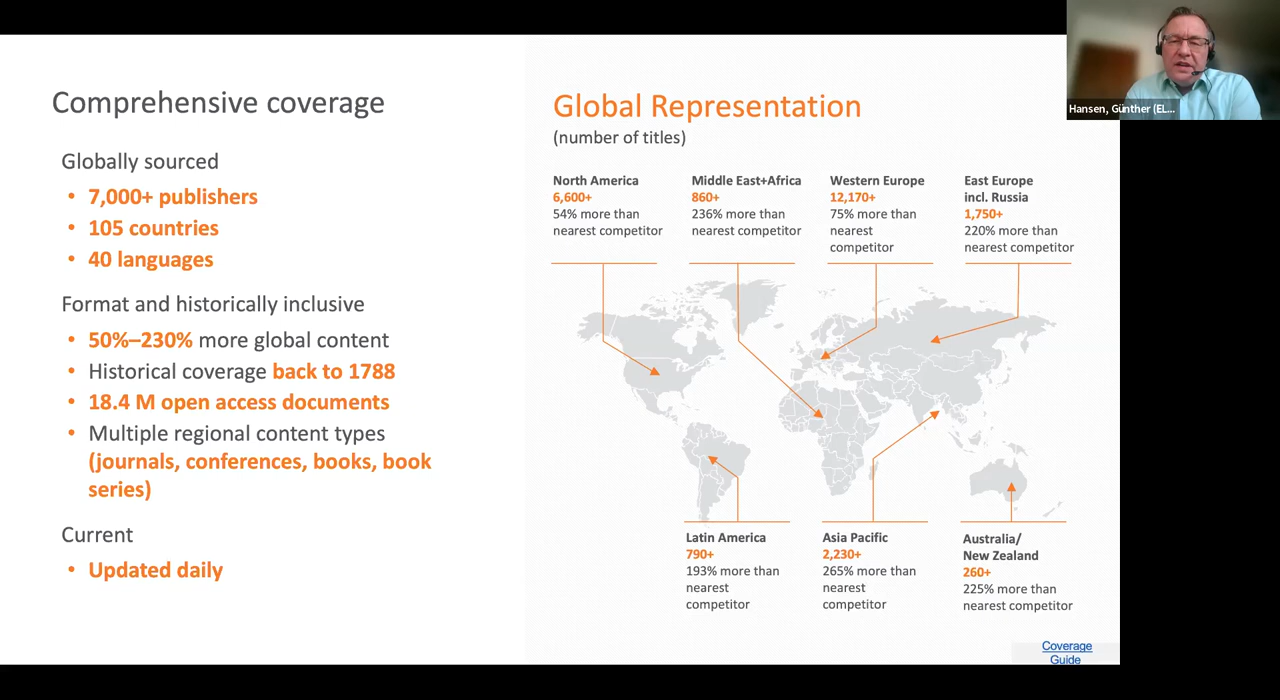 Comprehensive coverage
Globally sourced
• 7,000+ publishers
• 105 countries
• 40 languages
Format and historically inclusive
• 50%–230% more global content
• Historical coverage back to 1788
• 18.4 M open access documents
• Multiple regional content types
(journals, conferences, books, book
series)
Current
• Updated daily
Global Representation
(number of titles)
North America
6,600+
54% more than
nearest competitor
Middle East+Africa
860+
236% more than
nearest competitor
Western Europe
12,170+
75% more than
nearest
competitor
East Europe
incl. Russia
1,750+
220% more than
nearest competitor
Latin America
790+
193% more than
nearest
competitor
Asia Pacific
2,230+
265% more than
nearest
competitor
Australia/
New Zealand
260+
225% more than
nearest competitor
Coverage
Guide
Hansen, Günther (EL...